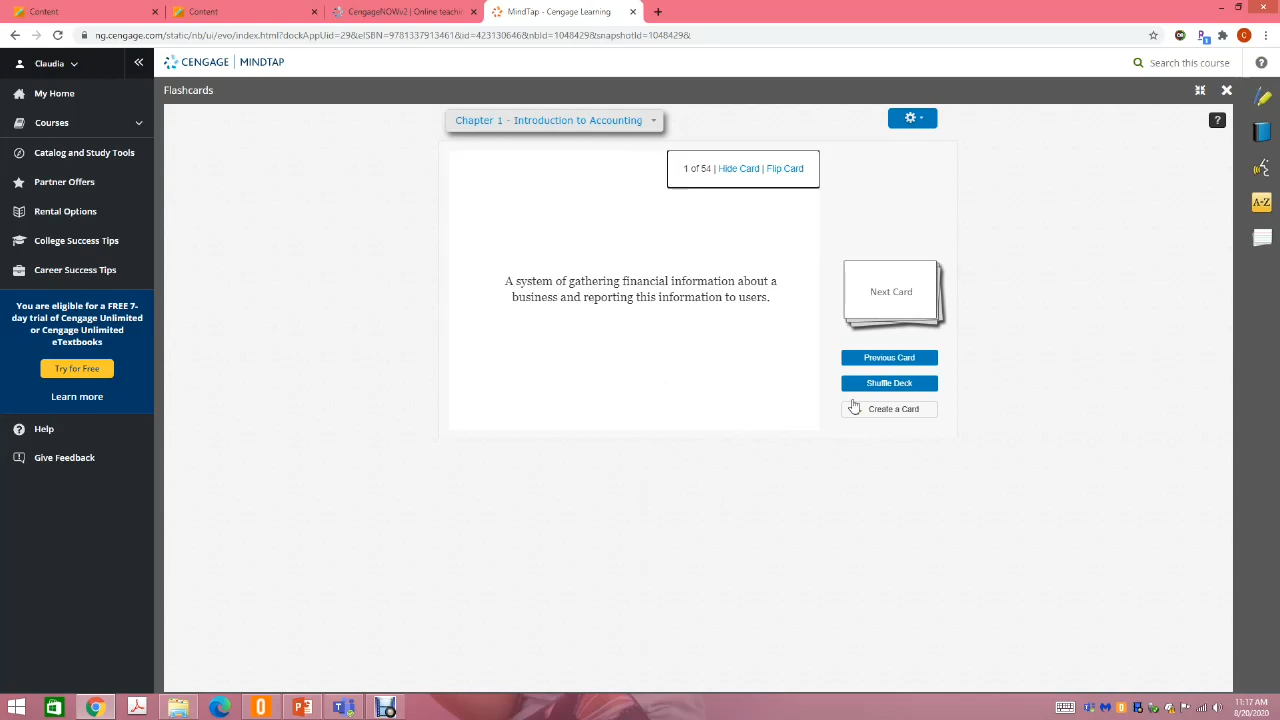 Content
Content
CengageNOWv2 | Online teachin
MindTap - Cengage Learning
ng.cengage.com/static/nb/ui/evo/index.html?dockAppUid=29&eISBN=9781337913461&id=423130646&nbId=10484429&snapshotId=10484429&
Claudia
CENGAGE | MINDTAP
Search this course
My Home
Courses
Catalog and Study Tools
Partner Offers
Rental Options
College Success Tips
Career Success Tips
You are eligible for a FREE 7-
day trial of Cengage Unlimited
or Cengage Unlimited
eTextbooks
Try for Free
Learn more
Help
Give Feedback
Flashcards
Chapter 1 - Introduction to Accounting
1 of 54 | Hide Card | Flip Card
A system of gathering financial information about a
business and reporting this information to users.
Next Card
Previous Card
Shuffle Deck
Create a Card
A-Z
11:17 AM
8/20/2020